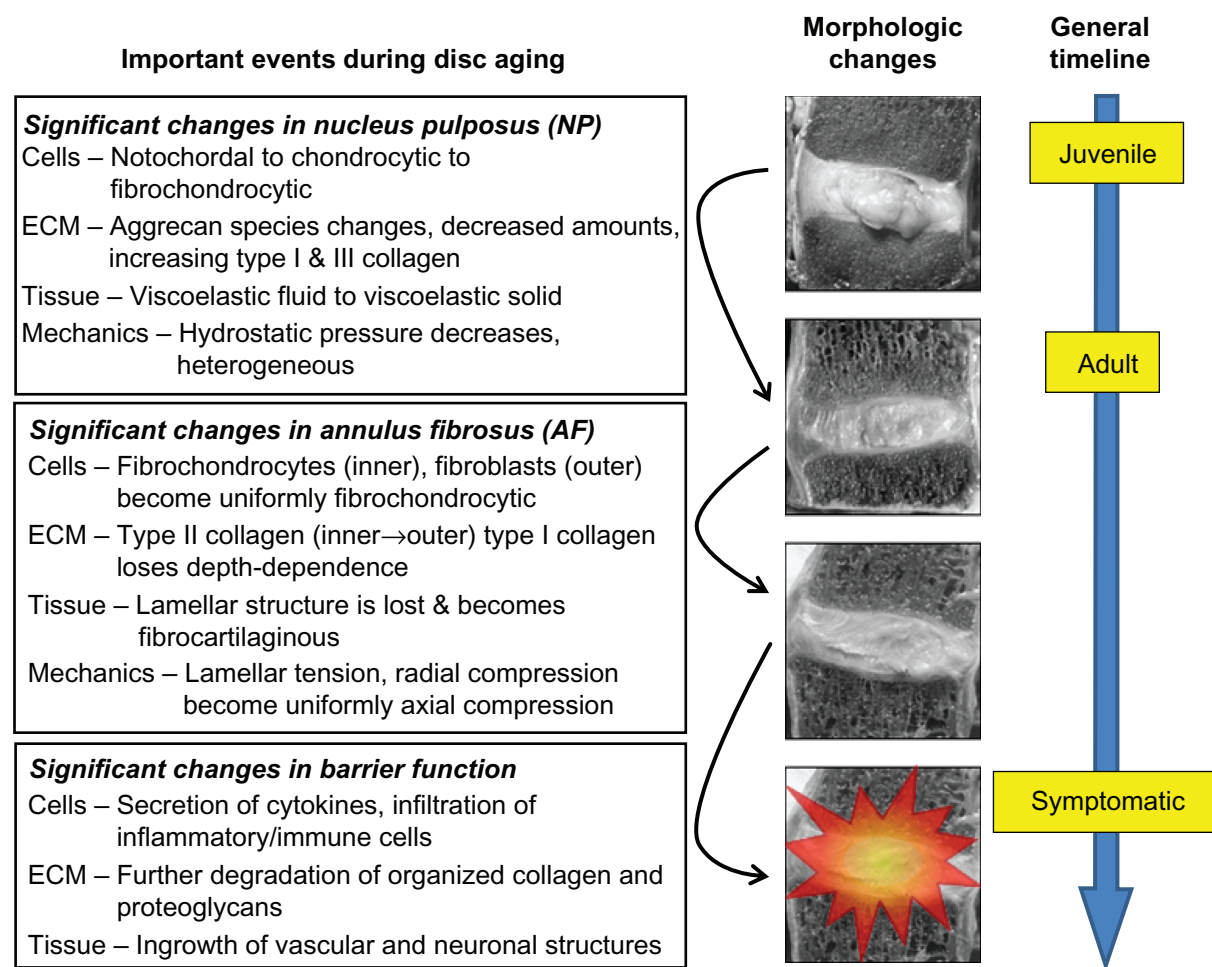 Important events during disc aging
Morphologic
changes
General
timeline
Significant changes in nucleus pulposus (NP)
Cells – Notochordal to chondrocytic to
fibrochondrocytic
ECM – Aggrecan species changes, decreased amounts,
increasing type I & III collagen
Tissue – Viscoelastic fluid to viscoelastic solid
Mechanics – Hydrostatic pressure decreases,
heterogeneous
Significant changes in annulus fibrosus (AF)
Cells – Fibrochondrocytes (inner), fibroblasts (outer)
become uniformly fibrochondrocytic
ECM – Type II collagen (inner→outer) type I collagen
loses depth-dependence
Tissue – Lamellar structure is lost & becomes
fibrocartilaginous
Mechanics – Lamellar tension, radial compression
become uniformly axial compression
Significant changes in barrier function
Cells – Secretion of cytokines, infiltration of
inflammatory/immune cells
ECM – Further degradation of organized collagen and
proteoglycans
Tissue – Ingrowth of vascular and neuronal structures
Juvenile
Adult
Symptomatic